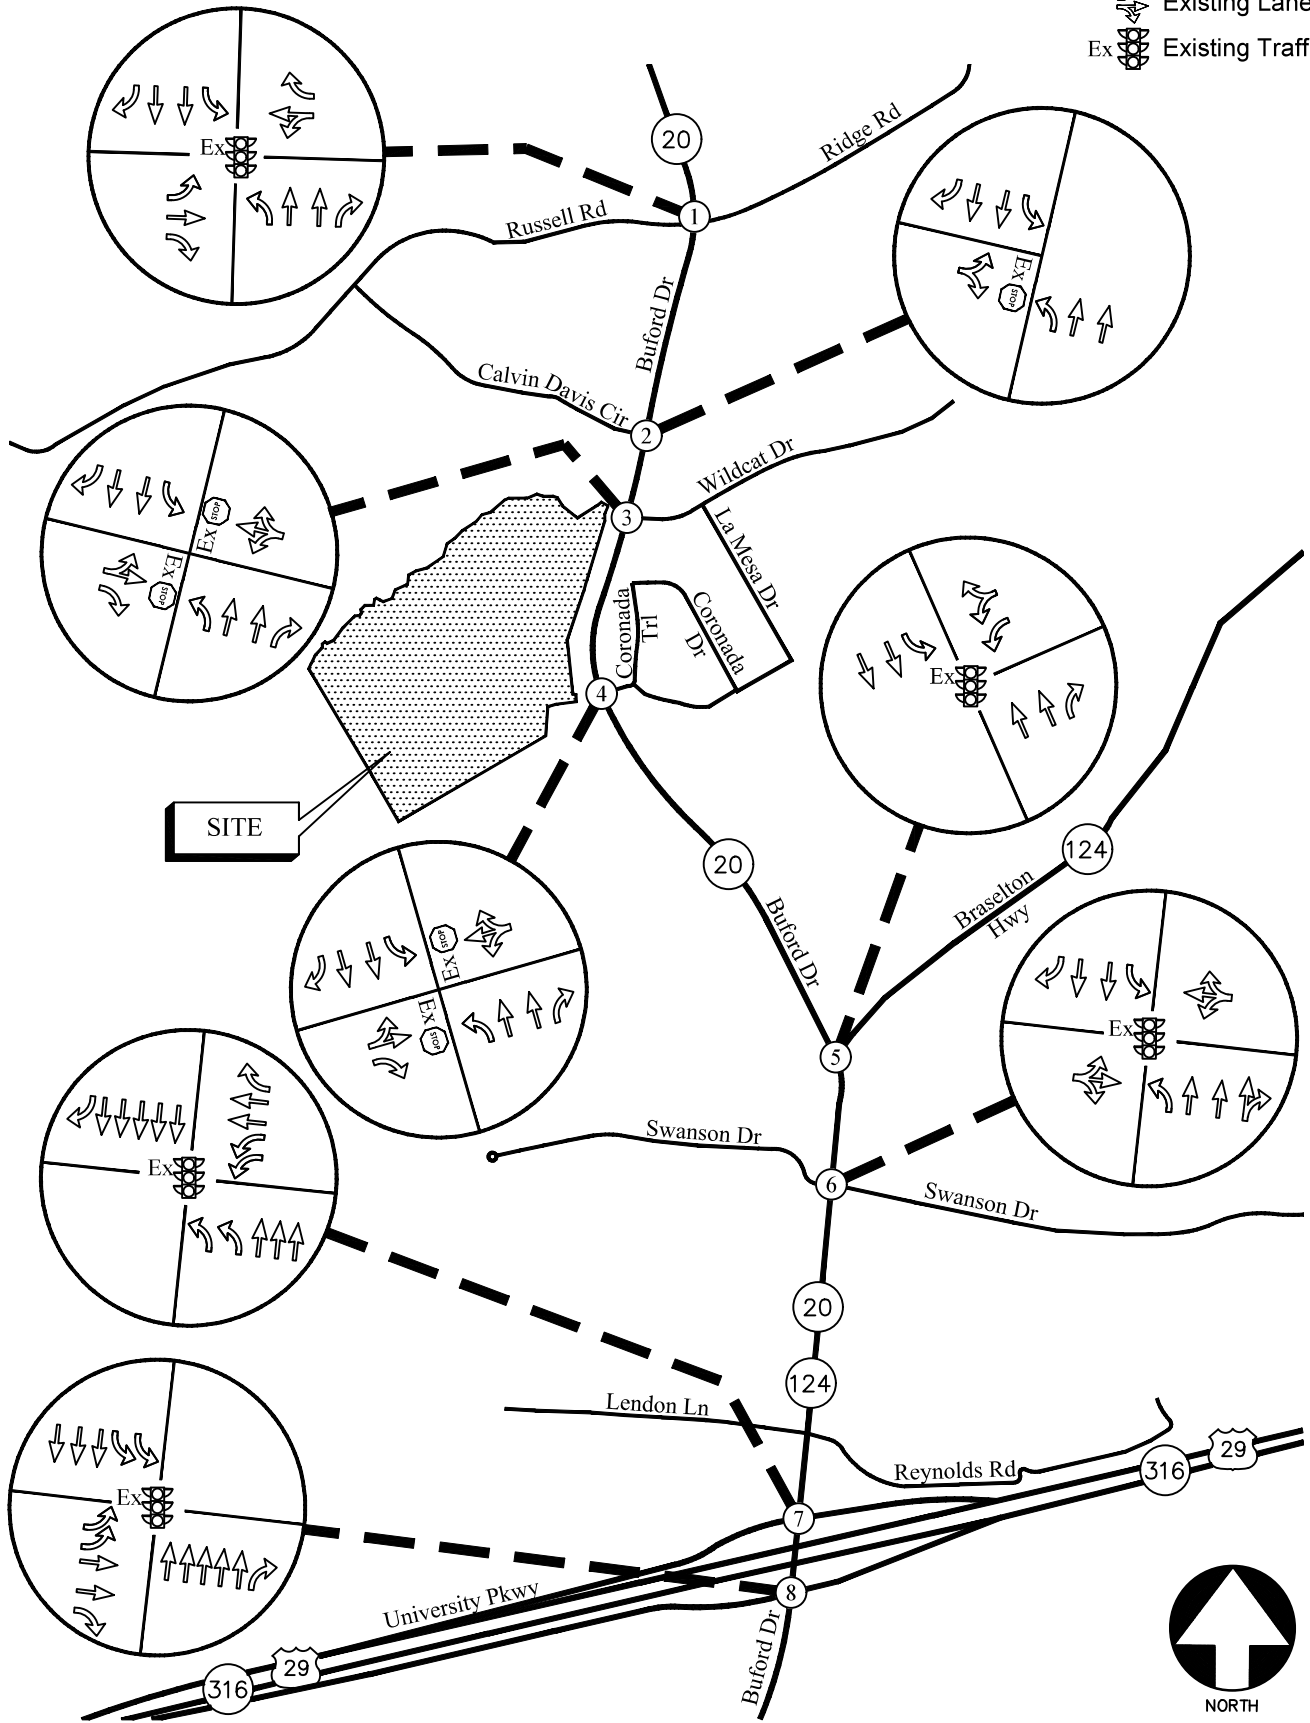 Existing Lane
Ex Existing Traff
20
Ridge Rd
Ex
1
Russell Rd
Ex
STOP
Buford Dr
Calvin Davis Cir
2
Wildcat Dr
STOP
Ex
Ex
STOP
3
La Mesa Dr
Coronada
Trl
Coronada
Dr
Ex
4
SITE
20
124
Braselton
Hwy
Buford Dr
STOP
Ex
Ex
STOP
Ex
5
Swanson Dr
Ex
6
Swanson Dr
20
124
Lendon Ln
Reynolds Rd
29
316
Ex
7
8
University Pkwy
Buford Dr
29
316
NORTH